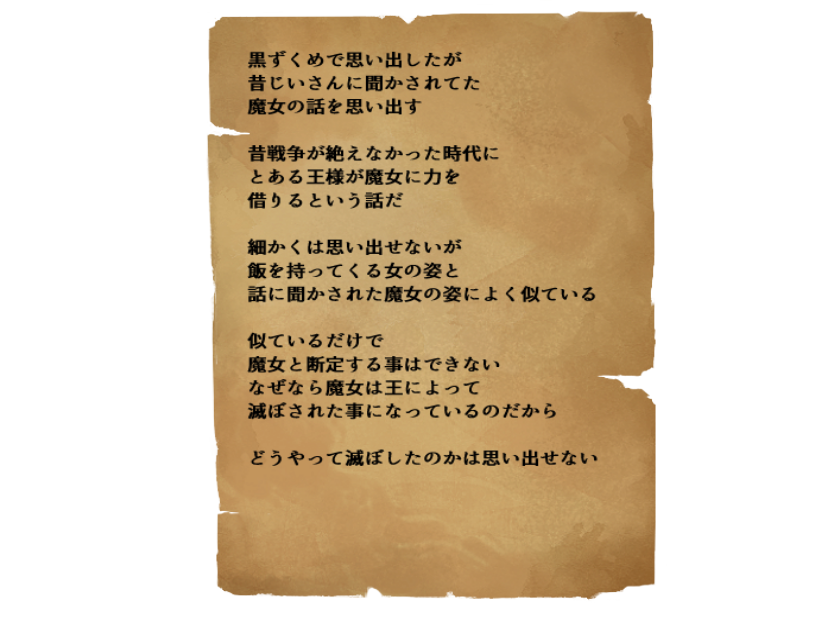 黒ずくめで思い出したが
昔じいさんに聞かされてた
魔女の話を思い出す
昔戦争が絶えなかった時代に
とある王様が魔女に力を
借りるという話だ
細かくは思い出せないが
飯を持ってくる女の姿と
話に聞かされた魔女の姿によく似ている
似ているだけで
魔女と断定する事はできない
なぜなら魔女は王によって
滅ぼされた事になっているのだから
どうやって滅ぼしたのかは思い出せない